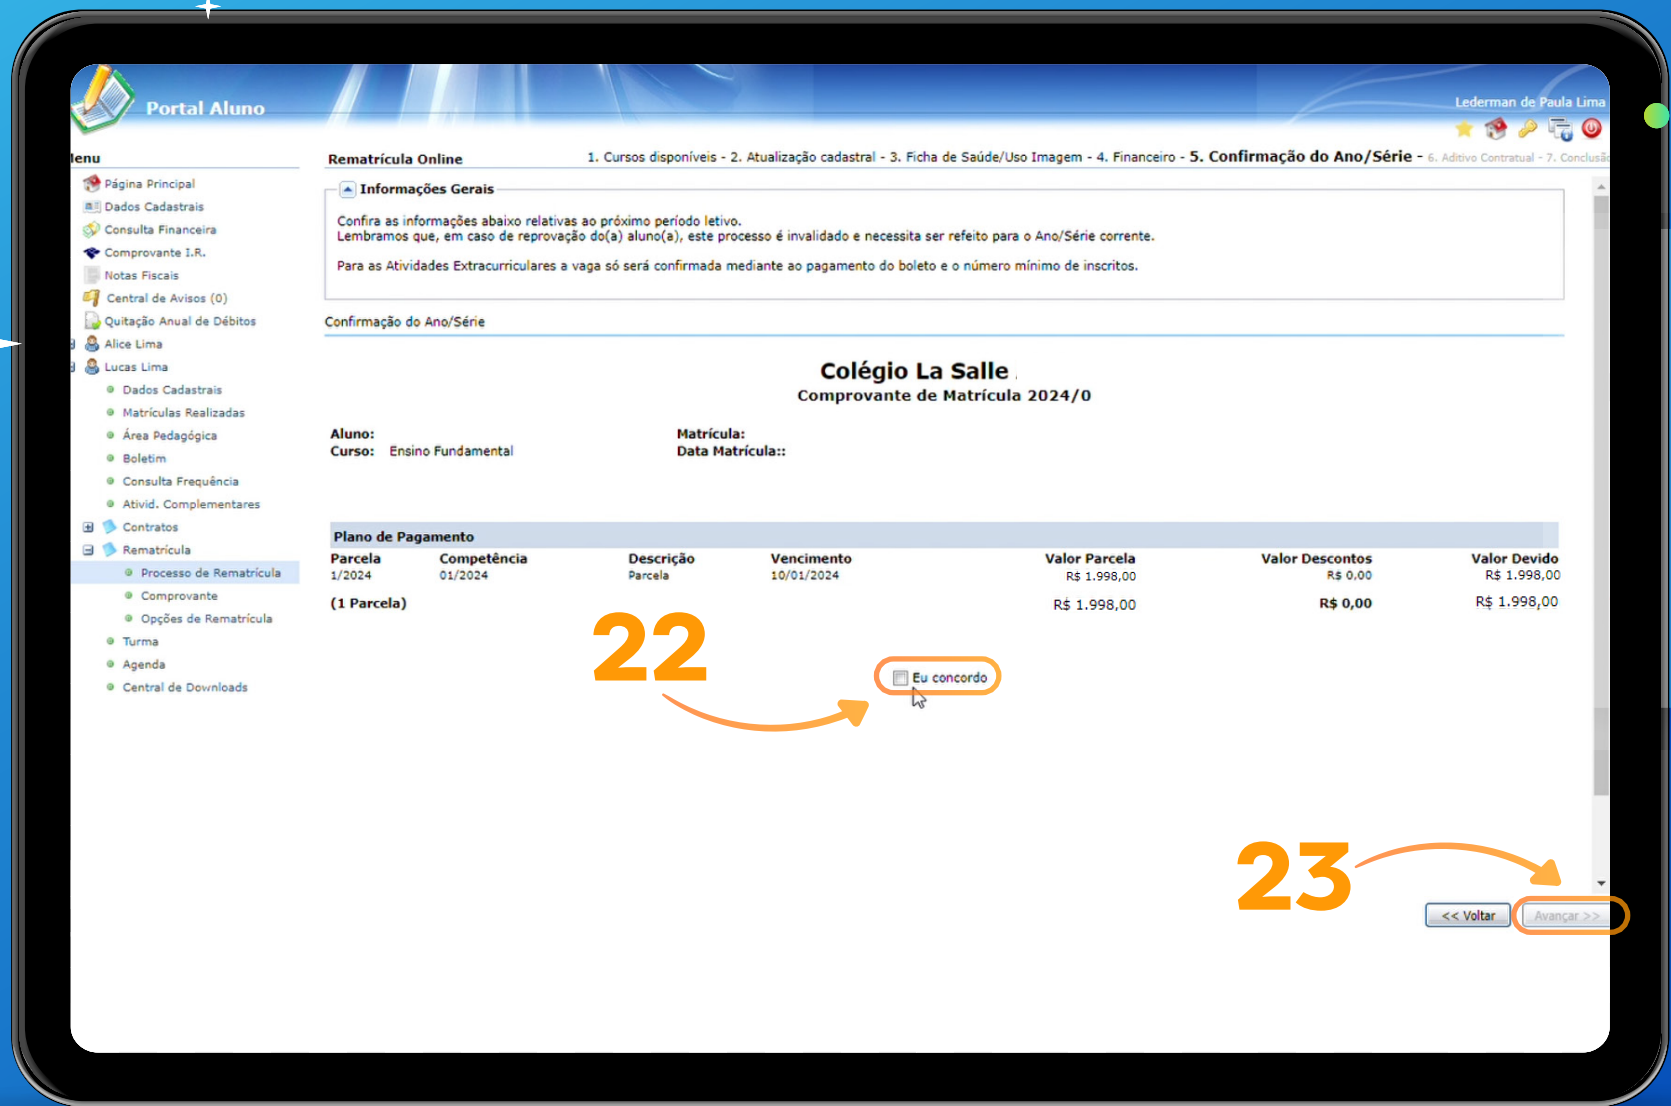 Portal Aluno
Lederman de Paula Lima
Rematrícula Online
1. Cursos disponíveis - 2. Atualização cadastral - 3. Ficha de Saúde/Uso Imagem - 4. Financeiro - 5. Confirmação do Ano/Série - 6. Aditivo Contratual - 7. Conclusão
lenu
Página Principal
Dados Cadastrais
Consulta Financeira
Comprovante I.R.
Notas Fiscais
Central de Avisos (0)
Quitação Anual de Débitos
Alice Lima
Lucas Lima
Dados Cadastrais
Matrículas Realizadas
Área Pedagógica
Boletim
Consulta Frequência
Ativid. Complementares
Contratos
Rematrícula
Processo de Rematrícula
Comprovante
Opções de Rematrícula
Turma
Agenda
Central de Downloads
Informações Gerais
Confira as informações abaixo relativas ao próximo período letivo.
Lembramos que, em caso de reprovação do(a) aluno(a), este processo é invalidado e necessita ser refeito para o Ano/Série corrente.
Para as Atividades Extracurriculares a vaga só será confirmada mediante ao pagamento do boleto e o número mínimo de inscritos.
Confirmação do Ano/Série
Colégio La Salle
Comprovante de Matrícula 2024/0
Aluno: Matrícula:
Curso: Ensino Fundamental Data Matrícula::
Plano de Pagamento
Parcela Competência Descrição Vencimento Valor Parcela Valor Descontos Valor Devido
1/2024 01/2024 Parcela 10/01/2024 R$ 1.998,00 R$ 0,00 R$ 1.998,00
(1 Parcela) R$ 1.998,00 R$ 0,00 R$ 1.998,00
22
Eu concordo
23
<< Voltar Avançar >>